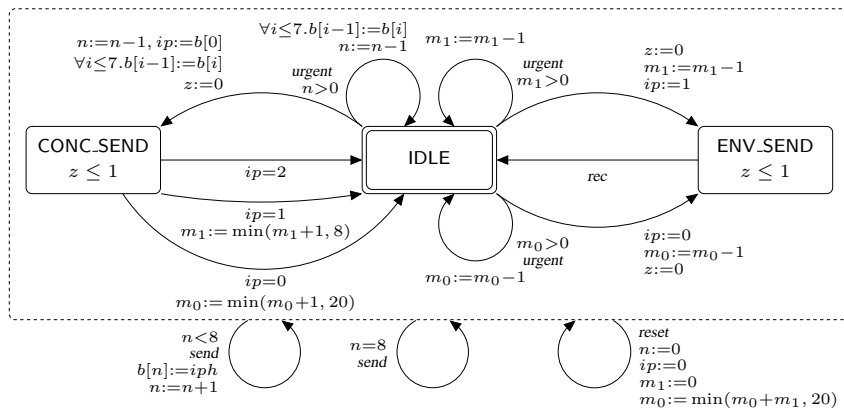 n:=n−1, ip:=b[0]
∀i≤7.b[i−1]:=b[i]
z:=0
∀i≤7.b[i−1]:=b[i]
n:=n−1
urgent
n>0
m₁:=m₁−1
urgent
m₁>0
z:=0
m₁:=m₁−1
ip:=1
CONC_SEND
z ≤ 1
IDLE
ENV_SEND
z ≤ 1
ip=2
rec
ip=1
m₁:=min(m₁+1, 8)
ip=0
m₀:=min(m₀+1, 20)
m₀>0
urgent
m₀:=m₀−1
ip:=0
m₀:=m₀−1
z:=0
n<8
send
b[n]:=iph
n:=n+1
n=8
send
reset
n:=0
ip:=0
m₁:=0
m₀:=min(m₀+m₁, 20)